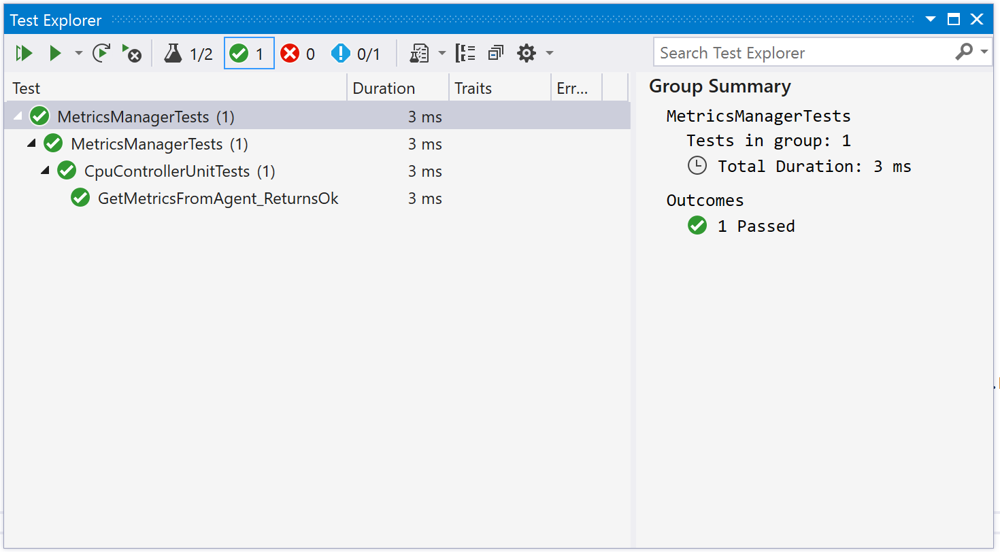 Test Explorer
1/2 1 0 0/1 Search Test Explorer
Test Duration Traits Err...
MetricsManagerTests (1) 3 ms
MetricsManagerTests (1) 3 ms
CpuControllerUnitTests (1) 3 ms
GetMetricsFromAgent_ReturnsOk 3 ms
Group Summary
MetricsManagerTests
Tests in group: 1
Total Duration: 3 ms
Outcomes
1 Passed